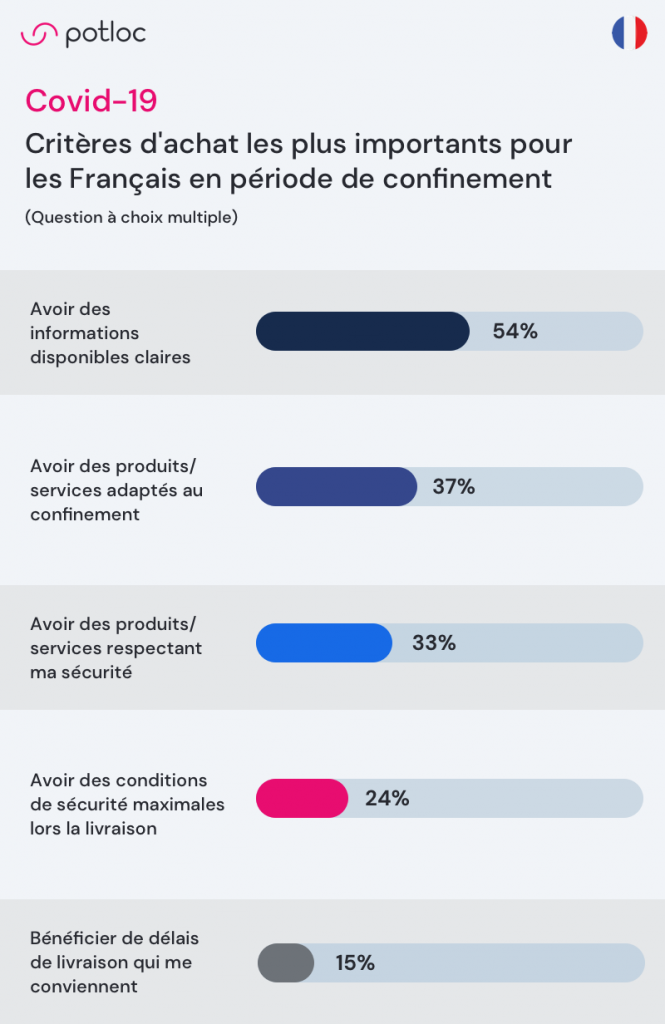 potloc
Covid-19
Critères d'achat les plus importants pour
les Français en période de confinement
(Question à choix multiple)
Avoir des
informations
disponibles claires
54%
Avoir des produits/
services adaptés au
confinement
37%
Avoir des produits/
services respectant
ma sécurité
33%
Avoir des conditions
de sécurité maximales
lors la livraison
24%
Bénéficier de délais
de livraison qui me
conviennent
15%